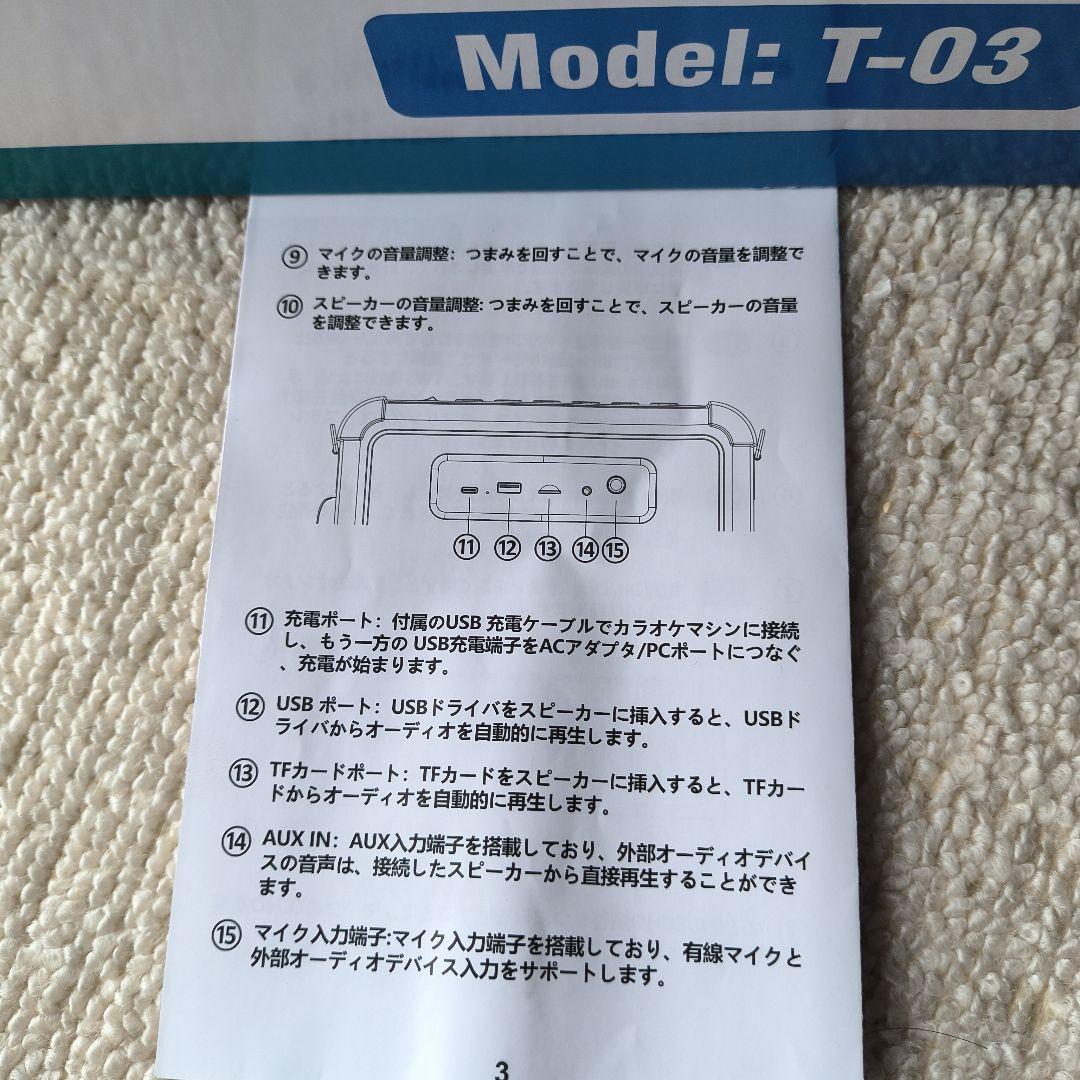 Model: T-03
⑨ マイクの音量調整: つまみを回すことで、マイクの音量を調整で
きます。
⑩ スピーカーの音量調整: つまみを回すことで、スピーカーの音量
を調整できます。
⑪ ⑫ ⑬ ⑭ ⑮
⑪ 充電ポート: 付属のUSB 充電ケーブルでカラオケマシンに接続
し、もう一方の USB充電端子をACアダプタ/PCポートにつなぐ
、充電が始まります。
⑫ USB ポート: USBドライバをスピーカーに挿入すると、USBド
ライバからオーディオを自動的に再生します。
⑬ TFカードポート: TFカードをスピーカーに挿入すると、TFカー
ドからオーディオを自動的に再生します。
⑭ AUX IN: AUX入力端子を搭載しており、外部オーディオデバイ
スの音声は、接続したスピーカーから直接再生することができ
ます。
⑮ マイク入力端子:マイク入力端子を搭載しており、有線マイクと
外部オーディオデバイス入力をサポートします。
3